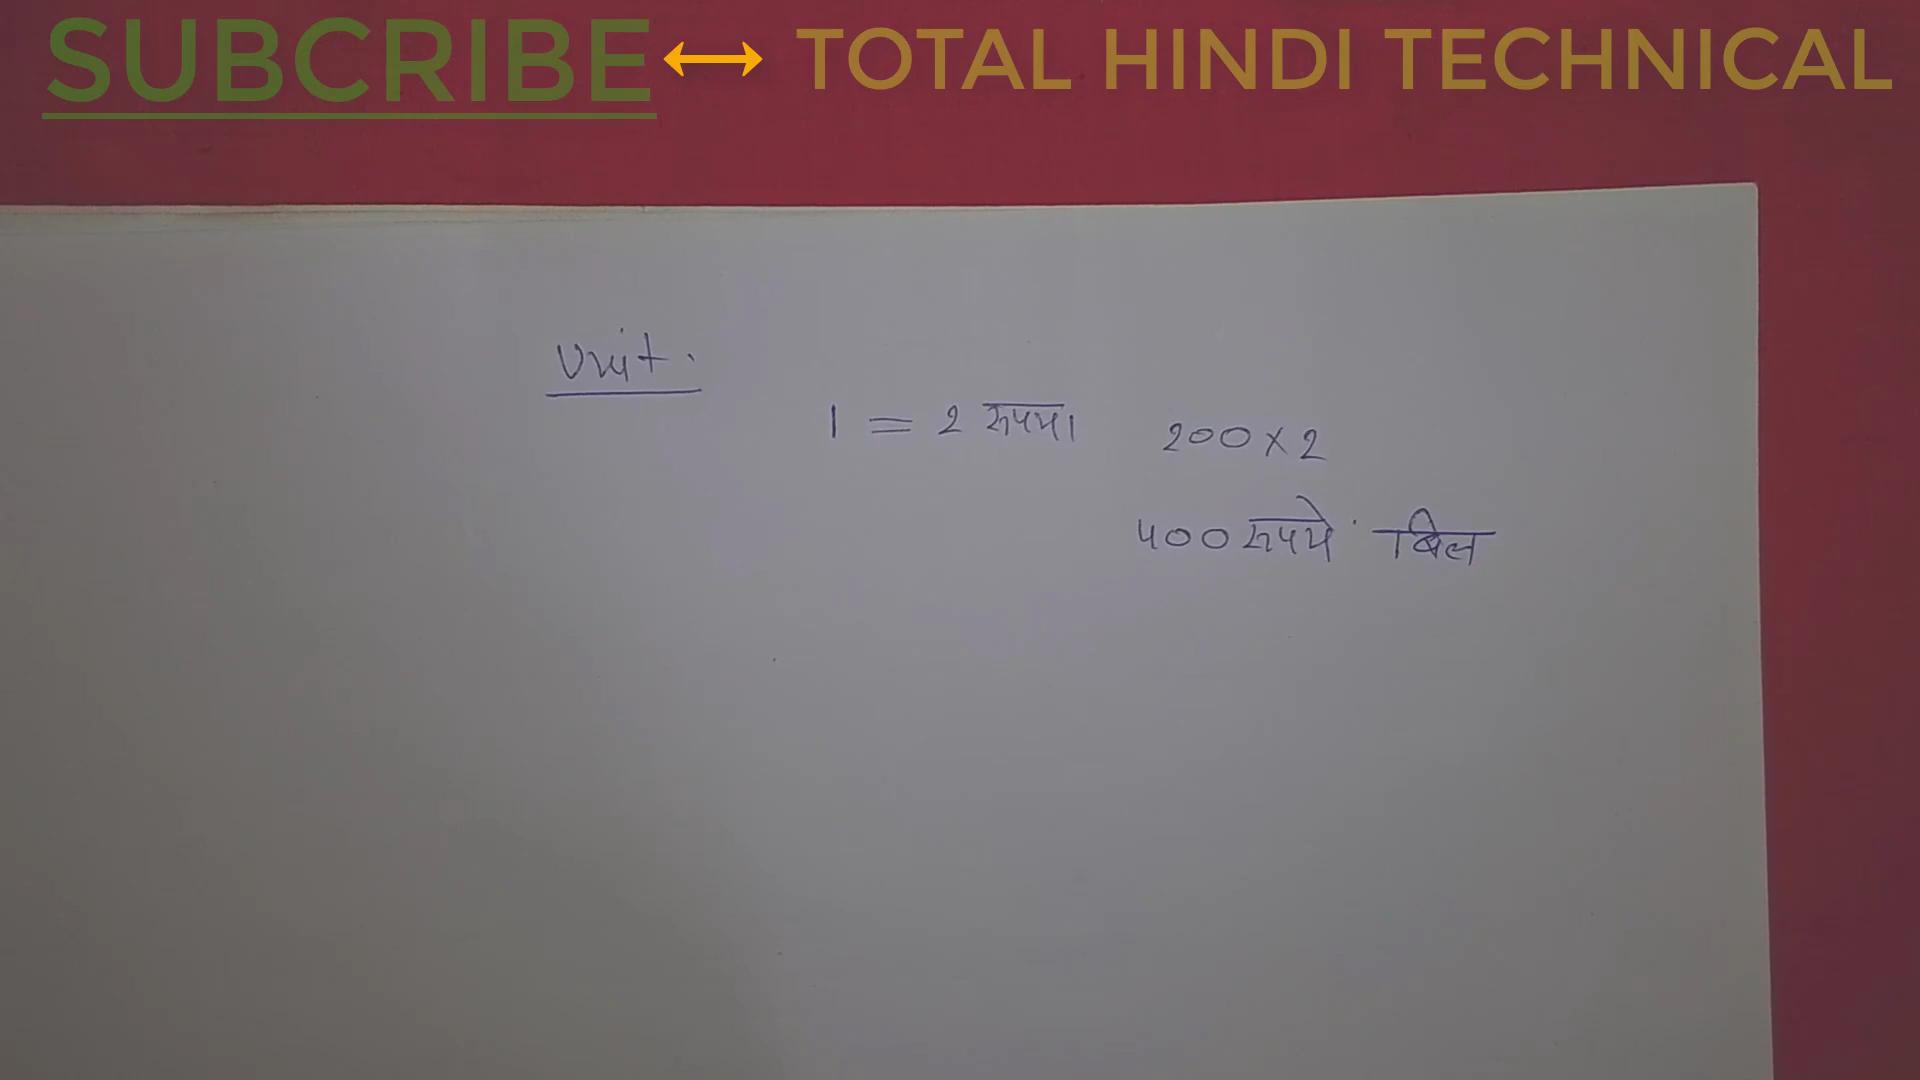 SUBCRIBE ↔ TOTAL HINDI TECHNICAL
Unit.
1 = 2 रूपया 200 × 2
400 रूपये बिल